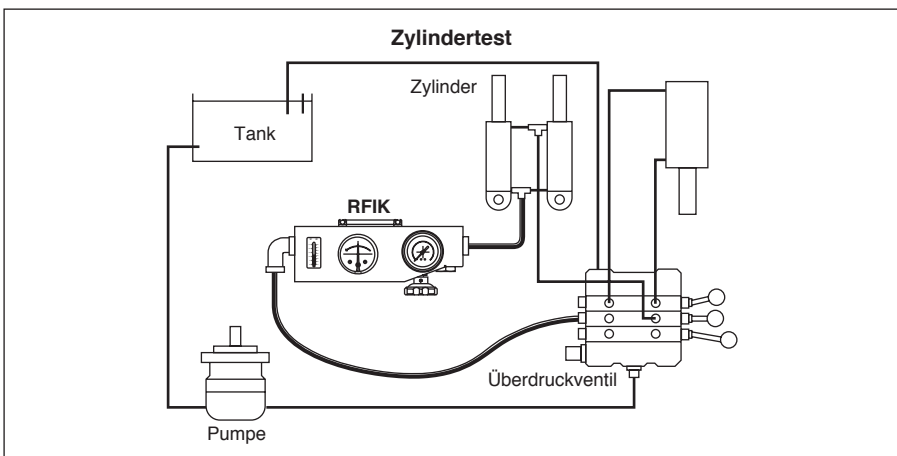 Zylindertest
Zylinder
Tank
RFIK
Überdruckventil
Pumpe